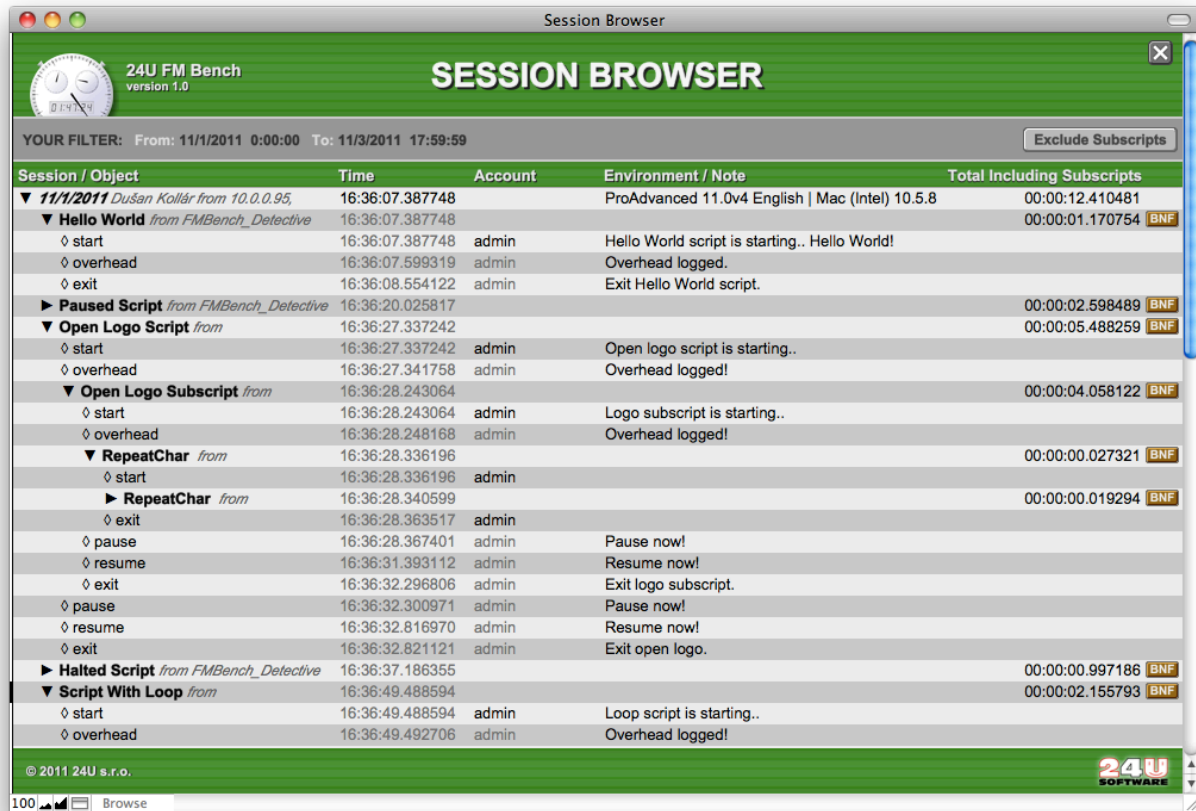 Session Browser
24U FM Bench
version 1.0
01:47:24
SESSION BROWSER
YOUR FILTER: From: 11/1/2011 0:00:00 To: 11/3/2011 17:59:59 Exclude Subscripts
Session / Object Time Account Environment / Note Total Including Subscripts
▼ 11/1/2011 Dušan Kollár from 10.0.0.95, 16:36:07.387748 ProAdvanced 11.0v4 English | Mac (Intel) 10.5.8 00:00:12.410481
▼ Hello World from FMBench_Detective 16:36:07.387748 00:00:01.170754 BNF
◊ start 16:36:07.387748 admin Hello World script is starting.. Hello World!
◊ overhead 16:36:07.599319 admin Overhead logged.
◊ exit 16:36:08.554122 admin Exit Hello World script.
► Paused Script from FMBench_Detective 16:36:20.025817 00:00:02.598489 BNF
▼ Open Logo Script from 16:36:27.337242 00:00:05.488259 BNF
◊ start 16:36:27.337242 admin Open logo script is starting..
◊ overhead 16:36:27.341758 admin Overhead logged!
▼ Open Logo Subscript from 16:36:28.243064 00:00:04.058122 BNF
◊ start 16:36:28.243064 admin Logo subscript is starting..
◊ overhead 16:36:28.248168 admin Overhead logged!
▼ RepeatChar from 16:36:28.336196 00:00:00.027321 BNF
◊ start 16:36:28.336196 admin
► RepeatChar from 16:36:28.340599 00:00:00.019294 BNF
◊ exit 16:36:28.363517 admin
◊ pause 16:36:28.367401 admin Pause now!
◊ resume 16:36:31.393112 admin Resume now!
◊ exit 16:36:32.296806 admin Exit logo subscript.
◊ pause 16:36:32.300971 admin Pause now!
◊ resume 16:36:32.816970 admin Resume now!
◊ exit 16:36:32.821121 admin Exit open logo.
► Halted Script from FMBench_Detective 16:36:37.186355 00:00:00.997186 BNF
▼ Script With Loop from 16:36:49.488594 00:00:02.155793 BNF
◊ start 16:36:49.488594 admin Loop script is starting..
◊ overhead 16:36:49.492706 admin Overhead logged!
© 2011 24U s.r.o.
24U
SOFTWARE
100 Browse